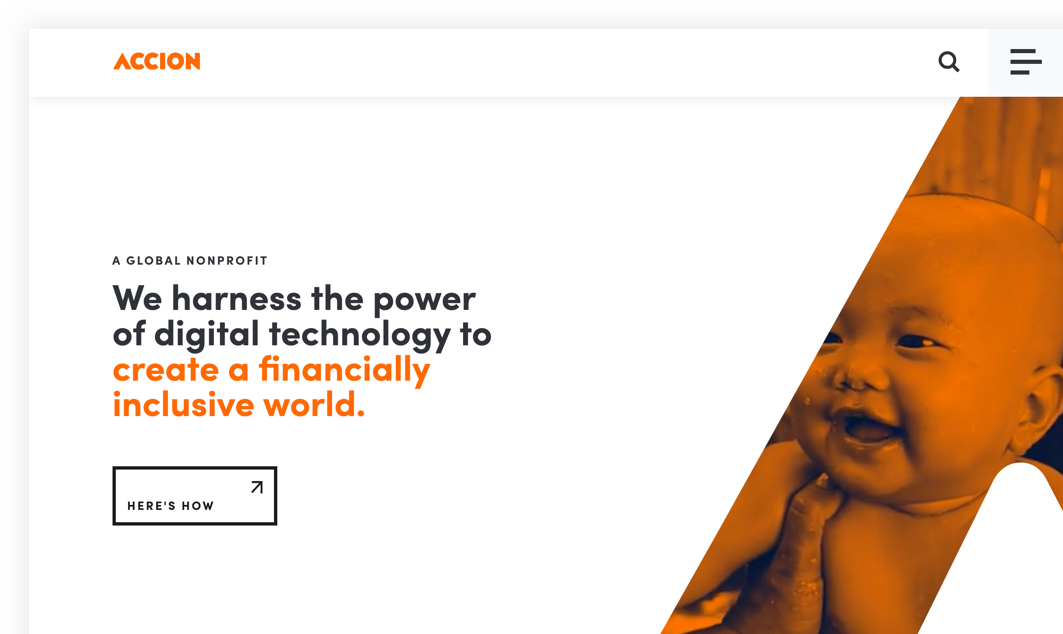 ACCION
A GLOBAL NONPROFIT
We harness the power
of digital technology to
create a financially
inclusive world.
HERE'S HOW